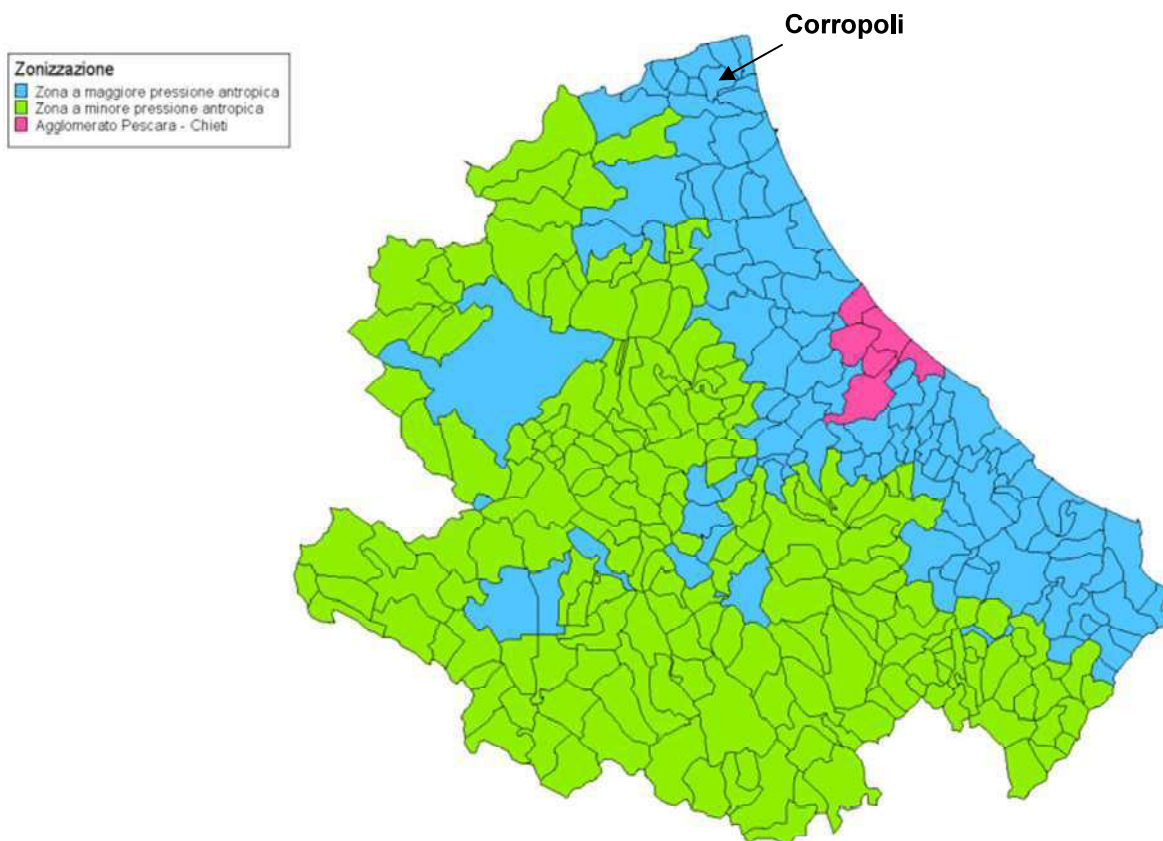 Corropoli
Zonizzazione
Zona a maggiore pressione antropica
Zona a minore pressione antropica
Agglomerato Pescara - Chieti